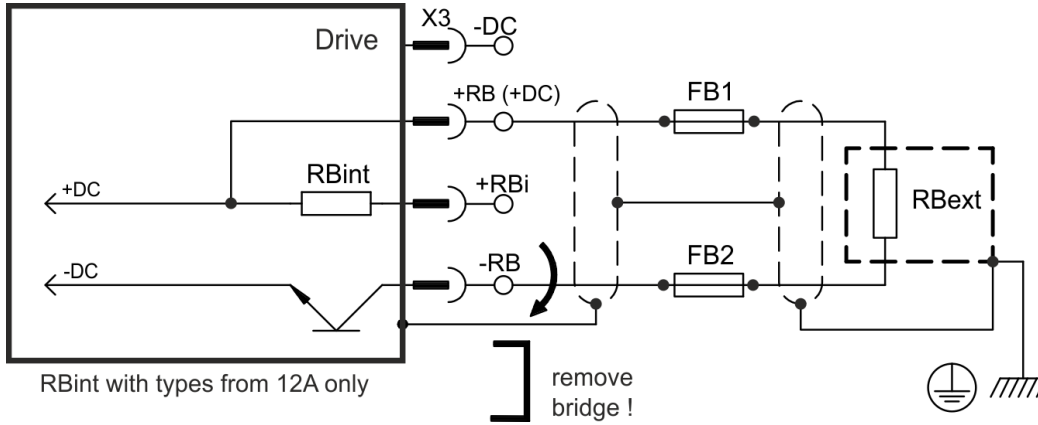 X3
-DC
Drive
+RB (+DC)
FB1
RBint
+DC
+RBi
RBext
-DC
-RB
FB2
RBint with types from 12A only
remove
bridge !